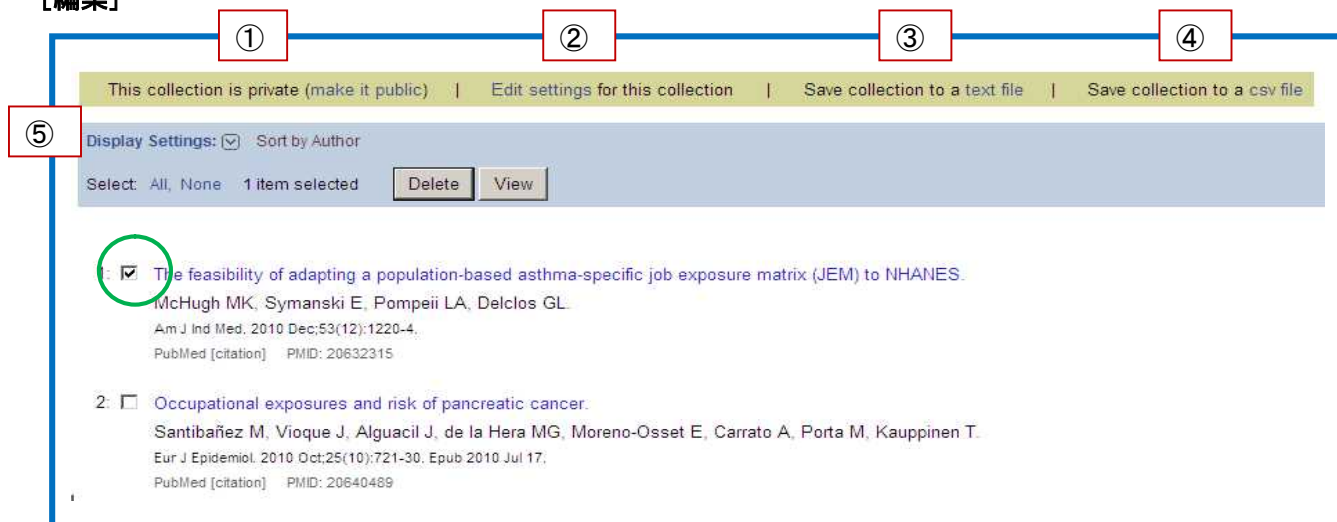 [編集]
① ② ③ ④
This collection is private (make it public) | Edit settings for this collection | Save collection to a text file | Save collection to a csv file
⑤
Display Settings: Sort by Author
Select: All, None 1 item selected Delete View
1: The feasibility of adapting a population-based asthma-specific job exposure matrix (JEM) to NHANES.
McHugh MK, Symanski E, Pompeii LA, Delclos GL.
Am J Ind Med. 2010 Dec;53(12):1220-4.
PubMed [citation] PMID: 20632315
2: Occupational exposures and risk of pancreatic cancer.
Santibañez M, Vioque J, Alguacil J, de la Hera MG, Moreno-Osset E, Carrato A, Porta M, Kauppinen T.
Eur J Epidemiol. 2010 Oct;25(10):721-30. Epub 2010 Jul 17.
PubMed [citation] PMID: 20640489